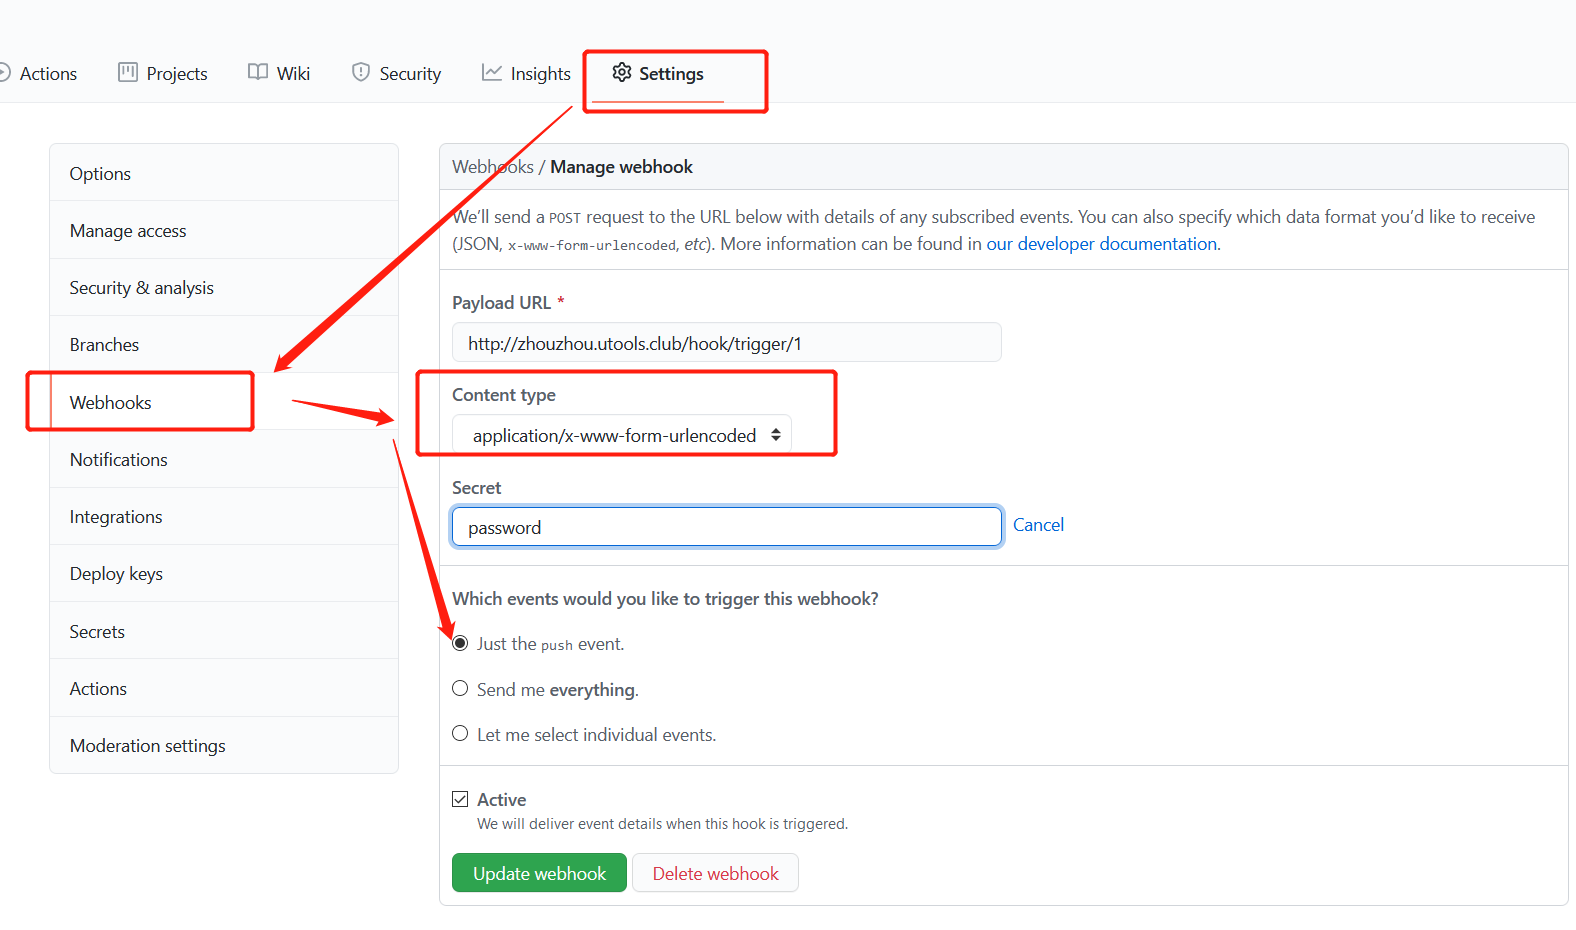 Actions Projects Wiki Security Insights Settings
Options
Manage access
Security & analysis
Branches
Webhooks
Notifications
Integrations
Deploy keys
Secrets
Actions
Moderation settings
Webhooks / Manage webhook
We’ll send a POST request to the URL below with details of any subscribed events. You can also specify which data format you’d like to receive
(JSON, x-www-form-urlencoded, etc). More information can be found in our developer documentation.
Payload URL *
http://zhouzhou.utools.club/hook/trigger/1
Content type
application/x-www-form-urlencoded
Secret
password Cancel
Which events would you like to trigger this webhook?
Just the push event.
Send me everything.
Let me select individual events.
Active
We will deliver event details when this hook is triggered.
Update webhook Delete webhook